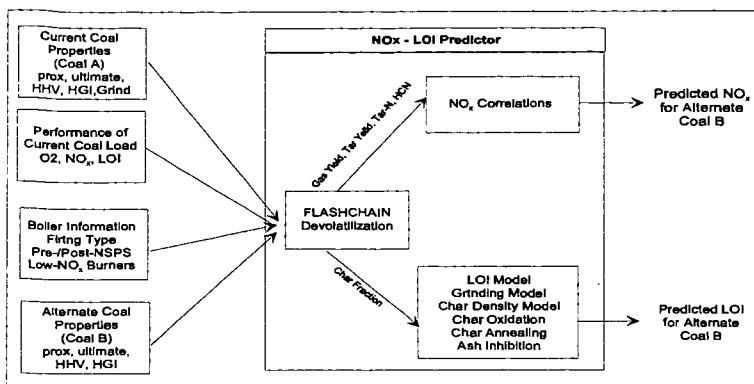 Current Coal
Properties
(Coal A)
prox, ultimate,
HHV, HGI,Grind
Performance of
Current Coal Load
O2, NOx, LOI
Boiler Information
Firing Type
Pre-/Post-NSPS
Low-NOx Burners
Alternate Coal
Properties
(Coal B)
prox, ultimate,
HHV, HGI
NOx - LOI Predictor
FLASHCHAIN
Devolatilization
Gas Yield, Tar Yield, Tar-N, HCN
Char Fraction
NOx Correlations
LOI Model
Grinding Model
Char Density Model
Char Oxidation
Char Annealing
Ash Inhibition
Predicted NOx
for Alternate
Coal B
Predicted LOI
for Alternate
Coal B